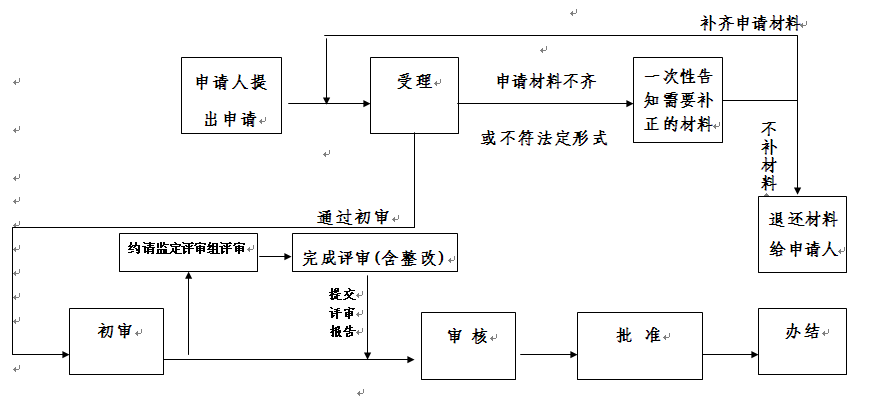 补齐申请材料
申请人提
出申请
受理
申请材料不齐
或不符法定形式
一次性告
知需要补
正的材料
不补材料
退还材料
给申请人
通过初审
约请监定评审组评审
完成评审(含整改)
提交
评审
报告
初审
审 核
批 准
办结